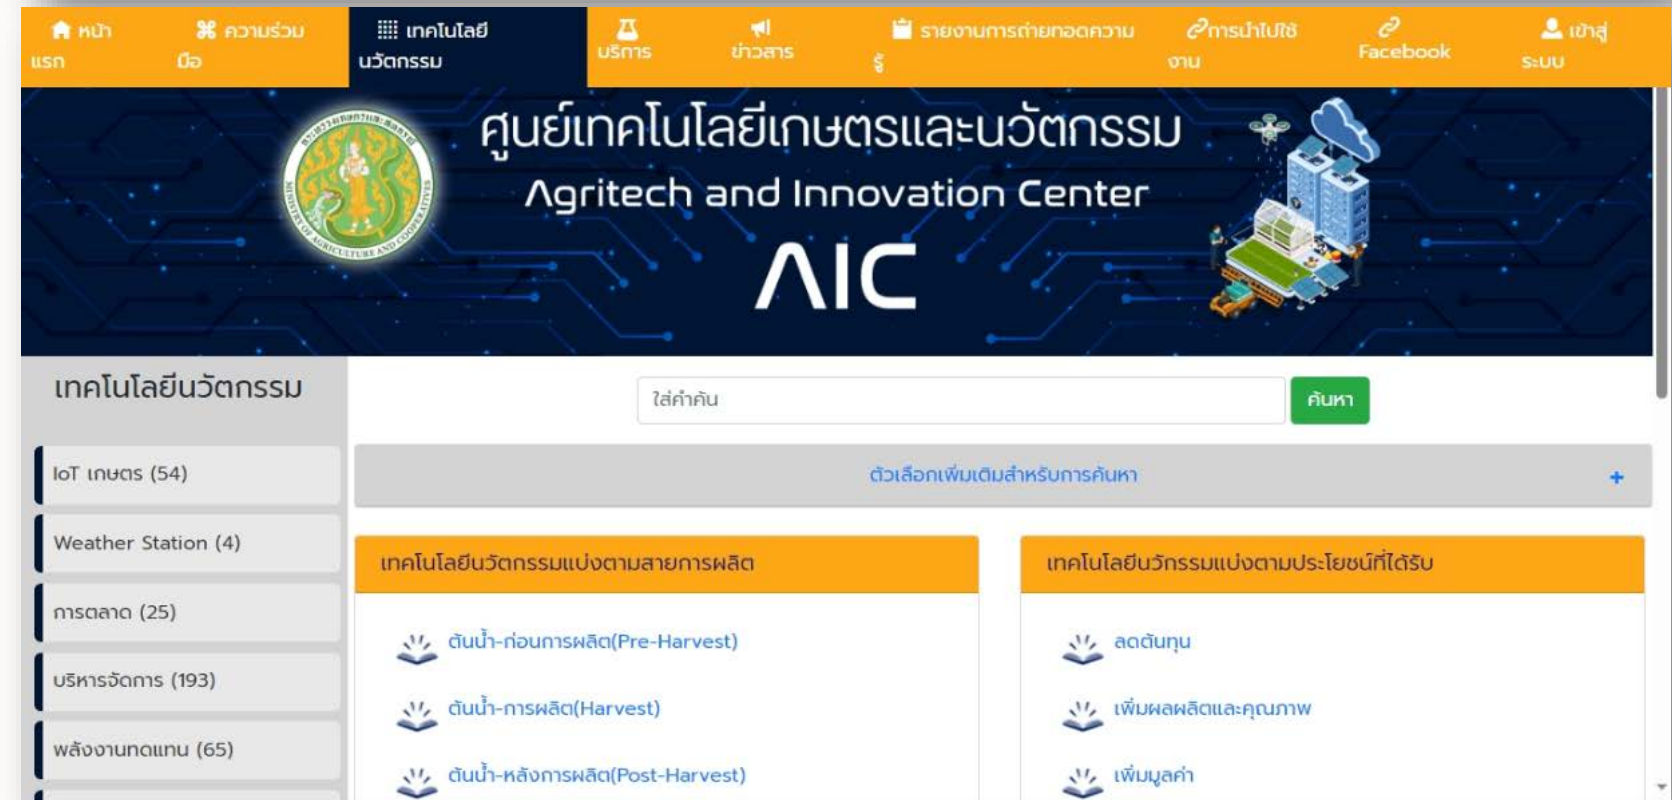 หน้าแรก
ความร่วมมือ
เทคโนโลยีนวัตกรรม
บริการ
ข่าวสาร
รายงานการถ่ายทอดความรู้
การนำไปใช้งาน
Facebook
เข้าสู่ระบบ
ศูนย์เทคโนโลยีเกษตรและนวัตกรรม
Agritech and Innovation Center
AIC
MINISTRY OF AGRICULTURE AND COOPERATIVES
เทคโนโลยีนวัตกรรม
ใส่คำค้น
ค้นหา
IoT เกษตร (54)
ตัวเลือกเพิ่มเติมสำหรับการค้นหา +
Weather Station (4)
การตลาด (25)
บริหารจัดการ (193)
พลังงานทดแทน (65)
เทคโนโลยีนวัตกรรมแบ่งตามสายการผลิต
ต้นน้ำ-ก่อนการผลิต(Pre-Harvest)
ต้นน้ำ-การผลิต(Harvest)
ต้นน้ำ-หลังการผลิต(Post-Harvest)
เทคโนโลยีนวักรรมแบ่งตามประโยชน์ที่ได้รับ
ลดต้นทุน
เพิ่มผลผลิตและคุณภาพ
เพิ่มมูลค่า